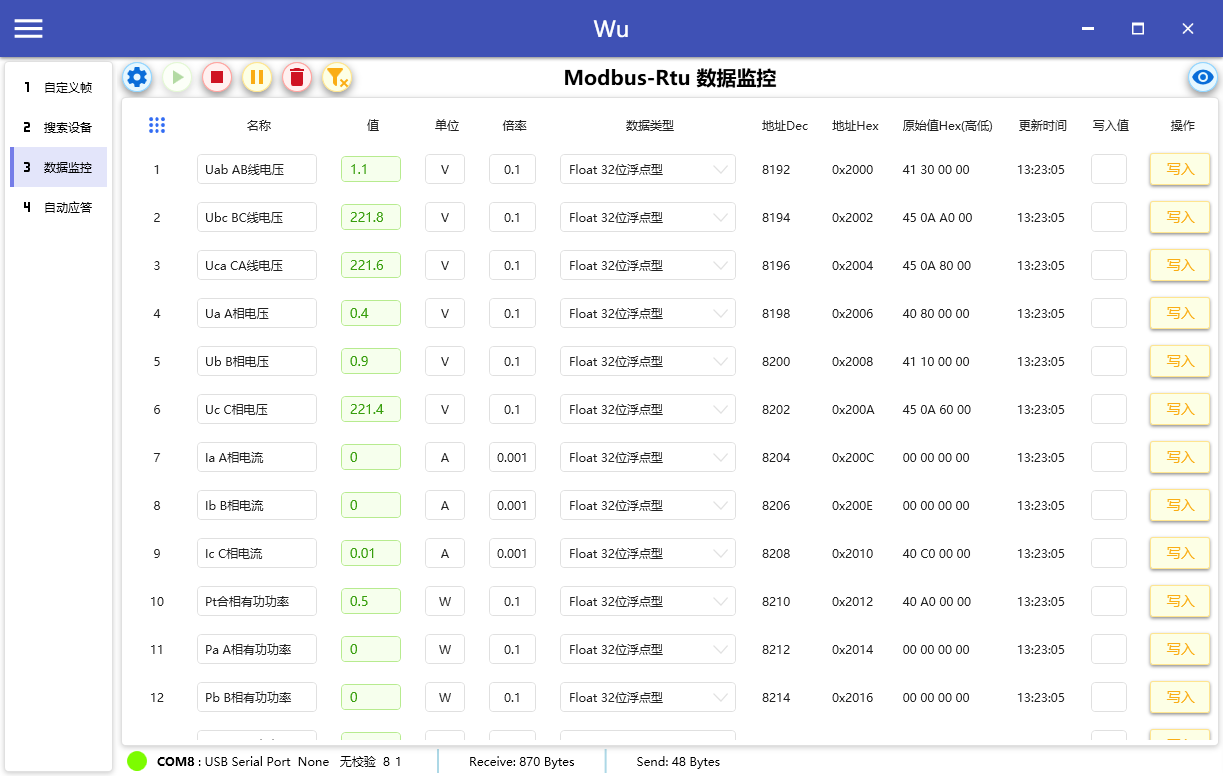 Wu
1 自定义帧
2 搜索设备
3 数据监控
4 自动应答
Modbus-Rtu 数据监控
名称 值 单位 倍率 数据类型 地址Dec 地址Hex 原始值Hex(高低) 更新时间 写入值 操作
1 Uab AB线电压 1.1 V 0.1 Float 32位浮点型 8192 0x2000 41 30 00 00 13:23:05 写入
2 Ubc BC线电压 221.8 V 0.1 Float 32位浮点型 8194 0x2002 45 0A A0 00 13:23:05 写入
3 Uca CA线电压 221.6 V 0.1 Float 32位浮点型 8196 0x2004 45 0A 80 00 13:23:05 写入
4 Ua A相电压 0.4 V 0.1 Float 32位浮点型 8198 0x2006 40 80 00 00 13:23:05 写入
5 Ub B相电压 0.9 V 0.1 Float 32位浮点型 8200 0x2008 41 10 00 00 13:23:05 写入
6 Uc C相电压 221.4 V 0.1 Float 32位浮点型 8202 0x200A 45 0A 60 00 13:23:05 写入
7 Ia A相电流 0 A 0.001 Float 32位浮点型 8204 0x200C 00 00 00 00 13:23:05 写入
8 Ib B相电流 0 A 0.001 Float 32位浮点型 8206 0x200E 00 00 00 00 13:23:05 写入
9 Ic C相电流 0.01 A 0.001 Float 32位浮点型 8208 0x2010 40 C0 00 00 13:23:05 写入
10 Pt合相有功功率 0.5 W 0.1 Float 32位浮点型 8210 0x2012 40 A0 00 00 13:23:05 写入
11 Pa A相有功功率 0 W 0.1 Float 32位浮点型 8212 0x2014 00 00 00 00 13:23:05 写入
12 Pb B相有功功率 0 W 0.1 Float 32位浮点型 8214 0x2016 00 00 00 00 13:23:05 写入
COM8 : USB Serial Port None 无校验 8 1 Receive: 870 Bytes Send: 48 Bytes